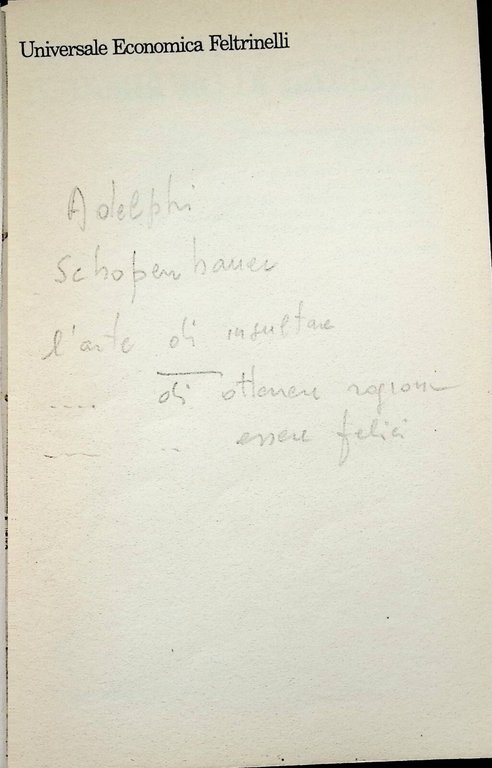 Universale Economica Feltrinelli
Adelphi
Schopenhauer
l'arte di insultare
.... di ottenere ragione
.... .. essere felici